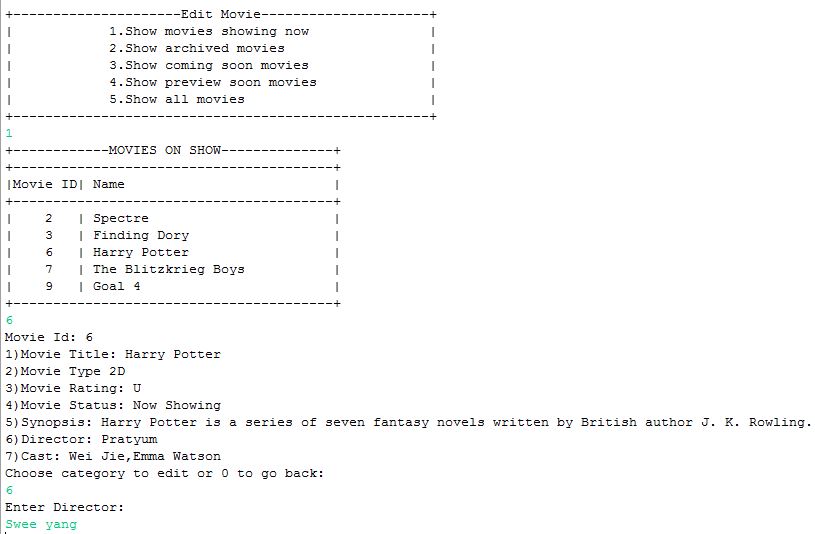 +---------------------Edit Movie---------------------+
|            1.Show movies showing now               |
|            2.Show archived movies                  |
|            3.Show coming soon movies               |
|            4.Show preview soon movies              |
|            5.Show all movies                       |
+----------------------------------------------------+
1
+------------MOVIES ON SHOW--------------+
+----------------------------------------+
|Movie ID| Name                          |
+----------------------------------------+
|    2   | Spectre                       |
|    3   | Finding Dory                  |
|    6   | Harry Potter                  |
|    7   | The Blitzkrieg Boys           |
|    9   | Goal 4                        |
+----------------------------------------+
6
Movie Id: 6
1)Movie Title: Harry Potter
2)Movie Type 2D
3)Movie Rating: U
4)Movie Status: Now Showing
5)Synopsis: Harry Potter is a series of seven fantasy novels written by British author J. K. Rowling.
6)Director: Pratyum
7)Cast: Wei Jie,Emma Watson
Choose category to edit or 0 to go back:
6
Enter Director:
Swee yang